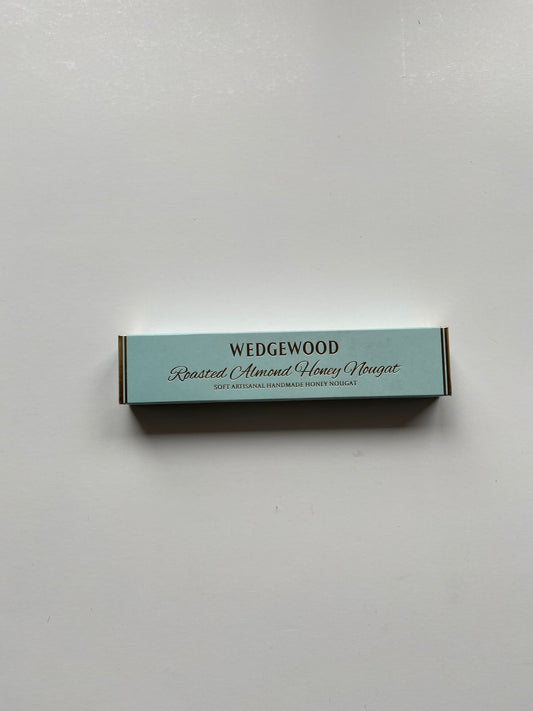 WEDGEWOOD
Roasted Almond Honey Nougat
SOFT ARTISANAL HANDMADE HONEY NOUGAT